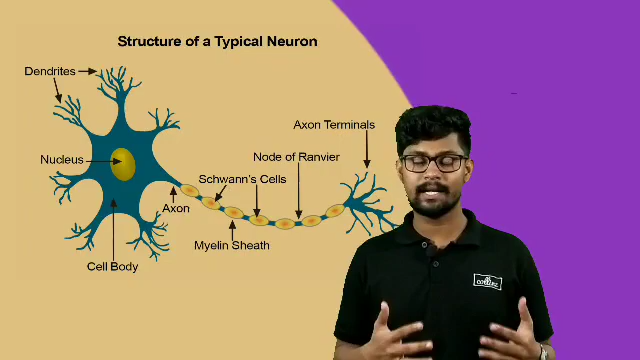 Structure of a Typical Neuron
Dendrites
Axon Terminals
Node of Ranvier
Nucleus
Schwann's Cells
Axon
Myelin Sheath
Cell Body